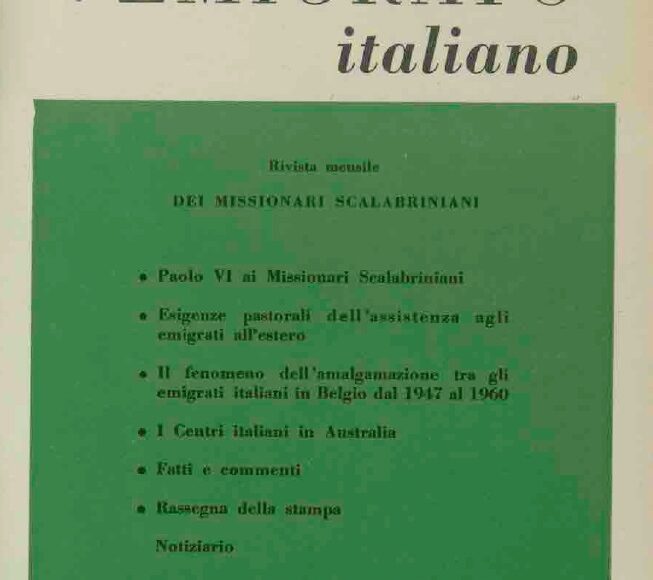 italiano
Rivista mensile
DEI MISSIONARI SCALABRINIANI
• Paolo VI ai Missionari Scalabriniani
• Esigenze pastorali dell'assistenza agli
emigrati all'estero
• Il fenomeno dell'amalgamazione tra gli
emigrati italiani in Belgio dal 1947 al 1960
• I Centri italiani in Australia
• Fatti e commenti
• Rassegna della stampa
Notiziario